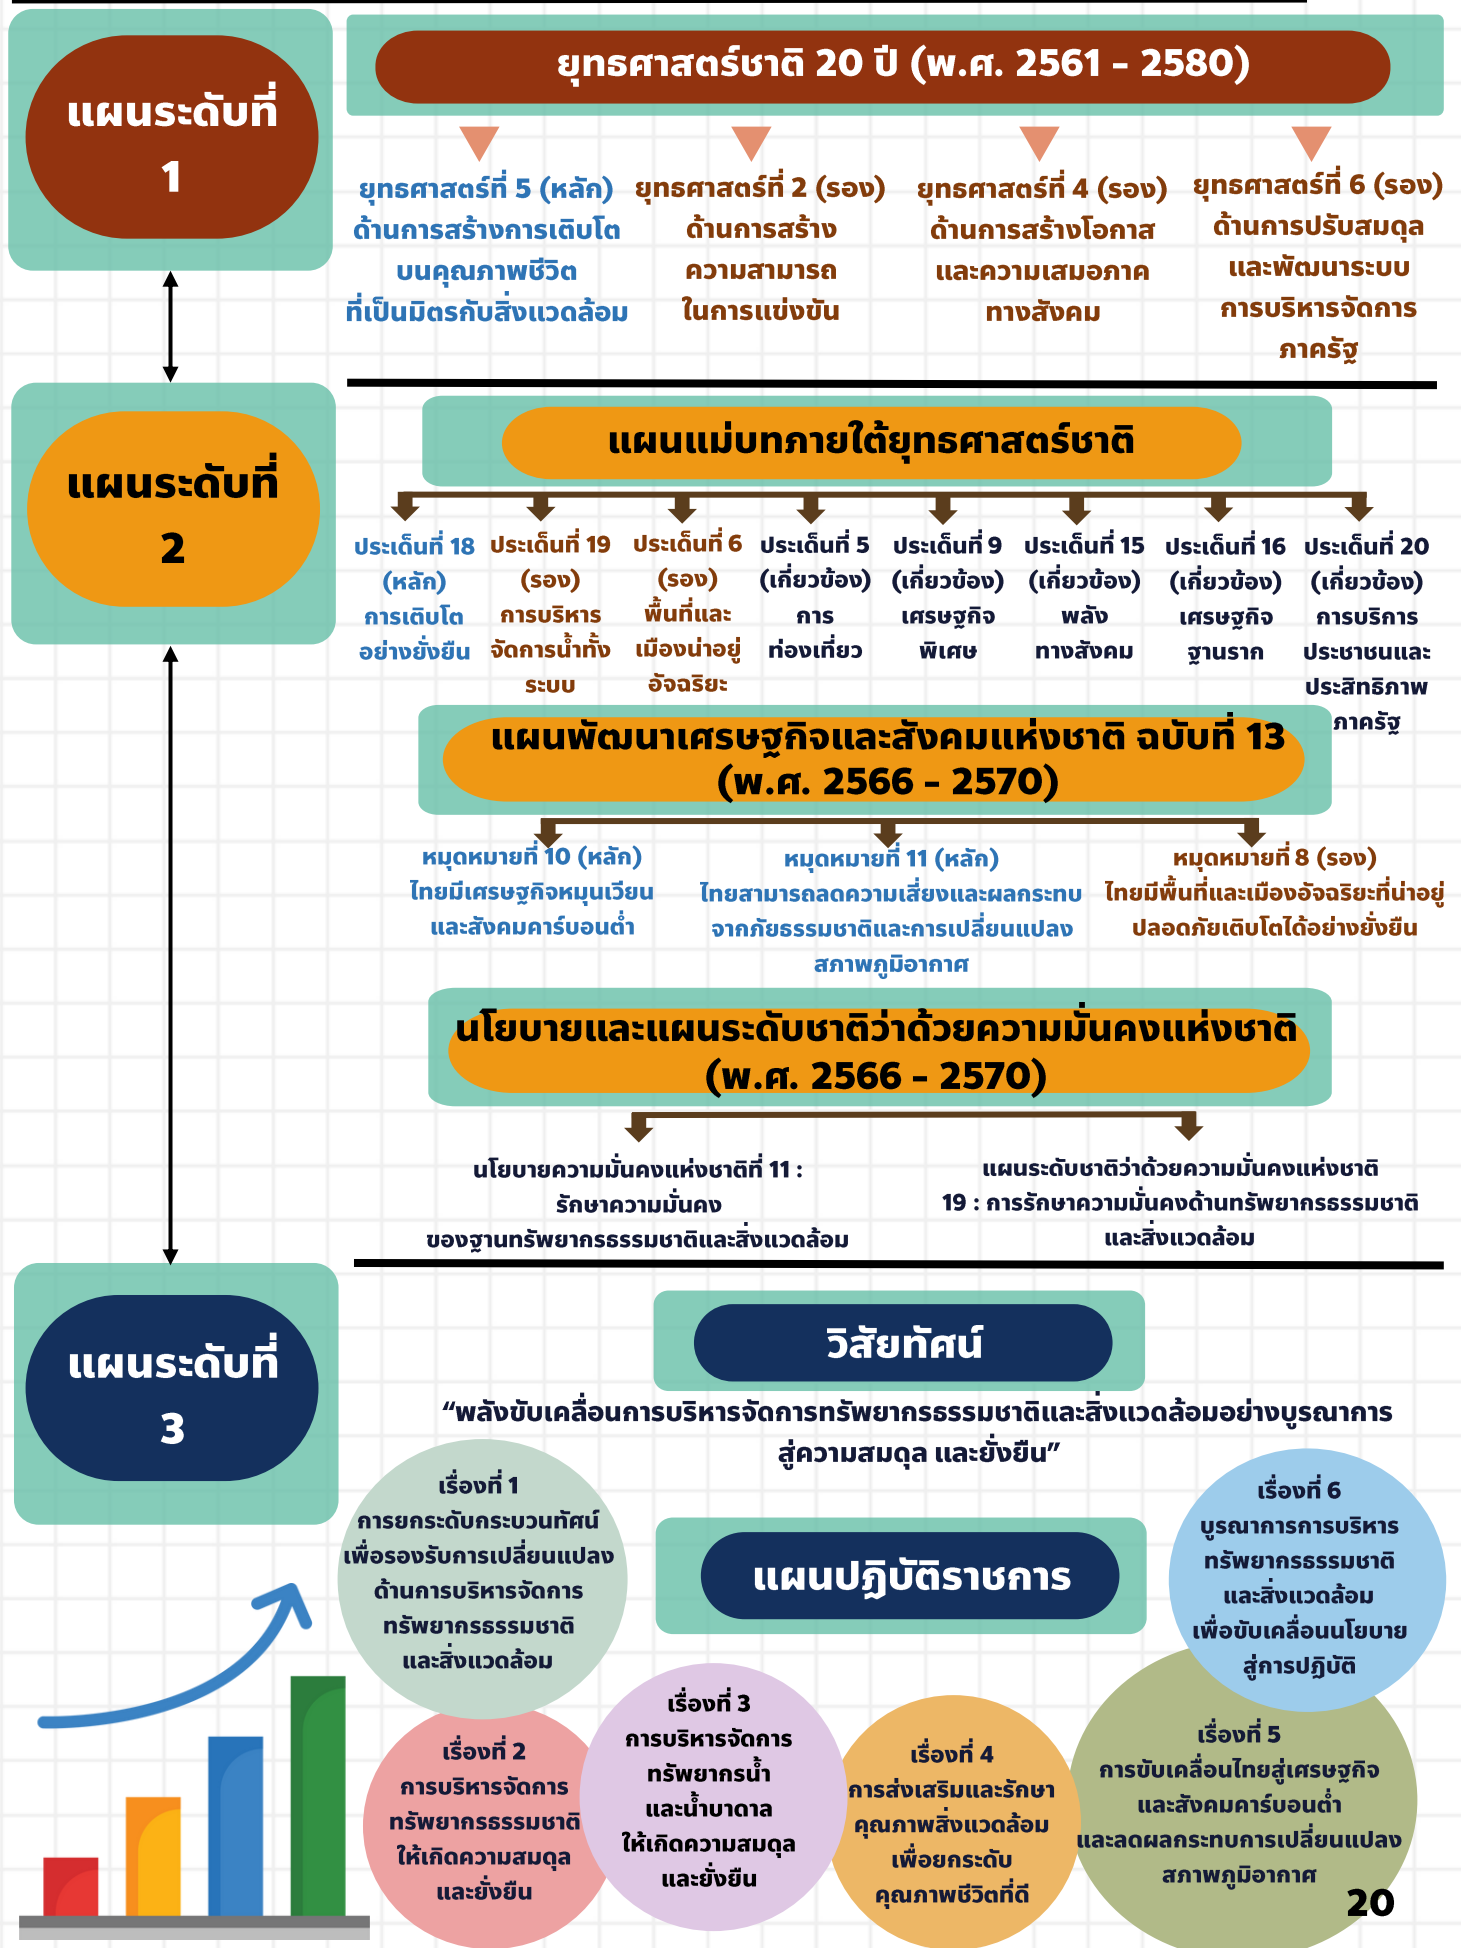 แผนระดับที่
1
ยุทธศาสตร์ชาติ 20 ปี (พ.ศ. 2561 - 2580)
ยุทธศาสตร์ที่ 5 (หลัก)
ด้านการสร้างการเติบโต
บนคุณภาพชีวิต
ที่เป็นมิตรกับสิ่งแวดล้อม
ยุทธศาสตร์ที่ 2 (รอง)
ด้านการสร้าง
ความสามารถ
ในการแข่งขัน
ยุทธศาสตร์ที่ 4 (รอง)
ด้านการสร้างโอกาส
และความเสมอภาค
ทางสังคม
ยุทธศาสตร์ที่ 6 (รอง)
ด้านการปรับสมดุล
และพัฒนาระบบ
การบริหารจัดการ
ภาครัฐ
แผนระดับที่
2
แผนแม่บทภายใต้ยุทธศาสตร์ชาติ
ประเด็นที่ 18
(หลัก)
การเติบโต
อย่างยั่งยืน
ประเด็นที่ 19
(รอง)
การบริหาร
จัดการน้ำทั้ง
ระบบ
ประเด็นที่ 6
(รอง)
พื้นที่และ
เมืองน่าอยู่
อัจฉริยะ
ประเด็นที่ 5
(เกี่ยวข้อง)
การ
ท่องเที่ยว
ประเด็นที่ 9
(เกี่ยวข้อง)
เศรษฐกิจ
พิเศษ
ประเด็นที่ 15
(เกี่ยวข้อง)
พลัง
ทางสังคม
ประเด็นที่ 16
(เกี่ยวข้อง)
เศรษฐกิจ
ฐานราก
ประเด็นที่ 20
(เกี่ยวข้อง)
การบริการ
ประชาชนและ
ประสิทธิภาพ
ภาครัฐ
แผนพัฒนาเศรษฐกิจและสังคมแห่งชาติ ฉบับที่ 13
(พ.ศ. 2566 - 2570)
หมุดหมายที่ 10 (หลัก)
ไทยมีเศรษฐกิจหมุนเวียน
และสังคมคาร์บอนต่ำ
หมุดหมายที่ 11 (หลัก)
ไทยสามารถลดความเสี่ยงและผลกระทบ
จากภัยธรรมชาติและการเปลี่ยนแปลง
สภาพภูมิอากาศ
หมุดหมายที่ 8 (รอง)
ไทยมีพื้นที่และเมืองอัจฉริยะที่น่าอยู่
ปลอดภัยเติบโตได้อย่างยั่งยืน
นโยบายและแผนระดับชาติว่าด้วยความมั่นคงแห่งชาติ
(พ.ศ. 2566 - 2570)
นโยบายความมั่นคงแห่งชาติที่ 11 :
รักษาความมั่นคง
ของฐานทรัพยากรธรรมชาติและสิ่งแวดล้อม
แผนระดับชาติว่าด้วยความมั่นคงแห่งชาติ
19 : การรักษาความมั่นคงด้านทรัพยากรธรรมชาติ
และสิ่งแวดล้อม
แผนระดับที่
3
วิสัยทัศน์
“พลังขับเคลื่อนการบริหารจัดการทรัพยากรธรรมชาติและสิ่งแวดล้อมอย่างบูรณาการ
สู่ความสมดุล และยั่งยืน”
แผนปฏิบัติราชการ
เรื่องที่ 1
การยกระดับกระบวนทัศน์
เพื่อรองรับการเปลี่ยนแปลง
ด้านการบริหารจัดการ
ทรัพยากรธรรมชาติ
และสิ่งแวดล้อม
เรื่องที่ 2
การบริหารจัดการ
ทรัพยากรธรรมชาติ
ให้เกิดความสมดุล
และยั่งยืน
เรื่องที่ 3
การบริหารจัดการ
ทรัพยากรน้ำ
และน้ำบาดาล
ให้เกิดความสมดุล
และยั่งยืน
เรื่องที่ 4
การส่งเสริมและรักษา
คุณภาพสิ่งแวดล้อม
เพื่อยกระดับ
คุณภาพชีวิตที่ดี
เรื่องที่ 5
การขับเคลื่อนไทยสู่เศรษฐกิจ
และสังคมคาร์บอนต่ำ
และลดผลกระทบการเปลี่ยนแปลง
สภาพภูมิอากาศ
เรื่องที่ 6
บูรณาการการบริหาร
ทรัพยากรธรรมชาติ
และสิ่งแวดล้อม
เพื่อขับเคลื่อนนโยบาย
สู่การปฏิบัติ
20